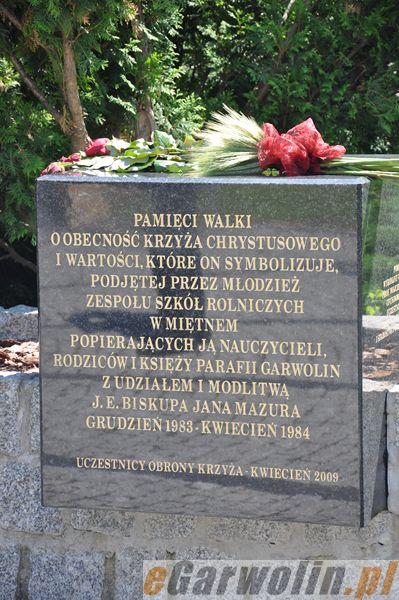 PAMIĘCI WALKI
O OBECNOŚĆ KRZYŻA CHRYSTUSOWEGO
I WARTOŚCI, KTÓRE ON SYMBOLIZUJE,
PODJĘTEJ PRZEZ MŁODZIEŻ
ZESPOŁU SZKÓŁ ROLNICZYCH
W MIĘTNEM
POPIERAJĄCYCH JĄ NAUCZYCIELI,
RODZICÓW I KSIĘŻY PARAFII GARWOLIN
Z UDZIAŁEM I MODLITWĄ
J. E. BISKUPA JANA MAZURA
GRUDZIEŃ 1983 - KWIECIEŃ 1984
UCZESTNICY OBRONY KRZYŻA - KWIECIEŃ 2009
eGarwolin.pl